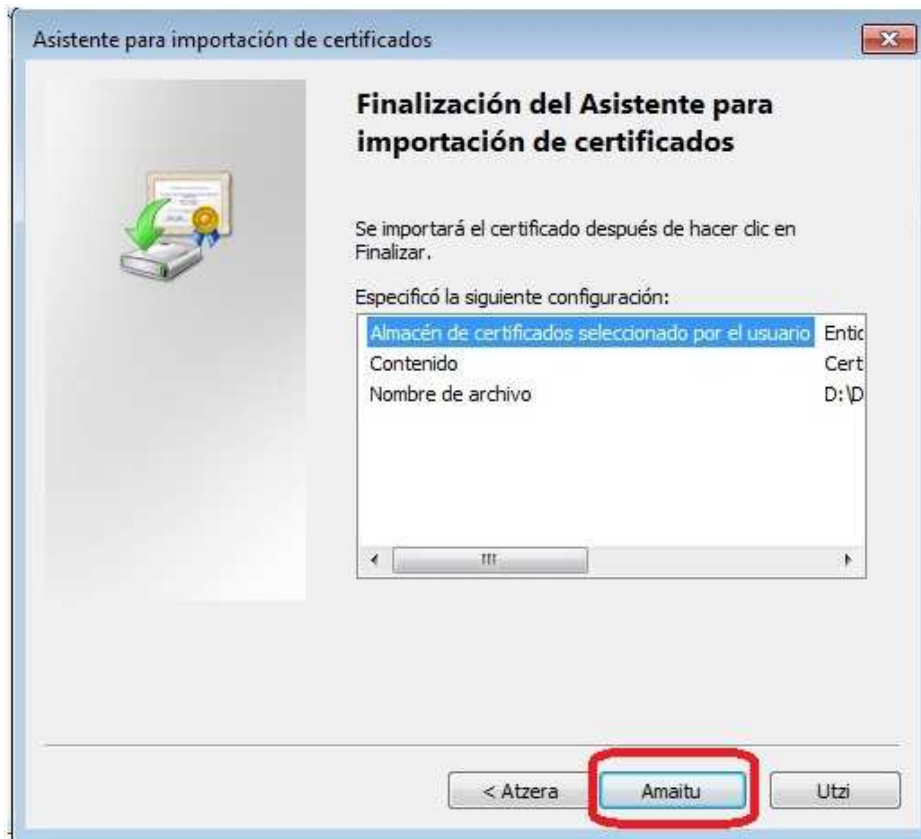 Asistente para importación de certificados
Finalización del Asistente para
importación de certificados
Se importará el certificado después de hacer clic en
Finalizar.
Especificó la siguiente configuración:
Almacén de certificados seleccionado por el usuario Entic
Contenido Cert
Nombre de archivo D:\D
< Atzera Amaitu Utzi